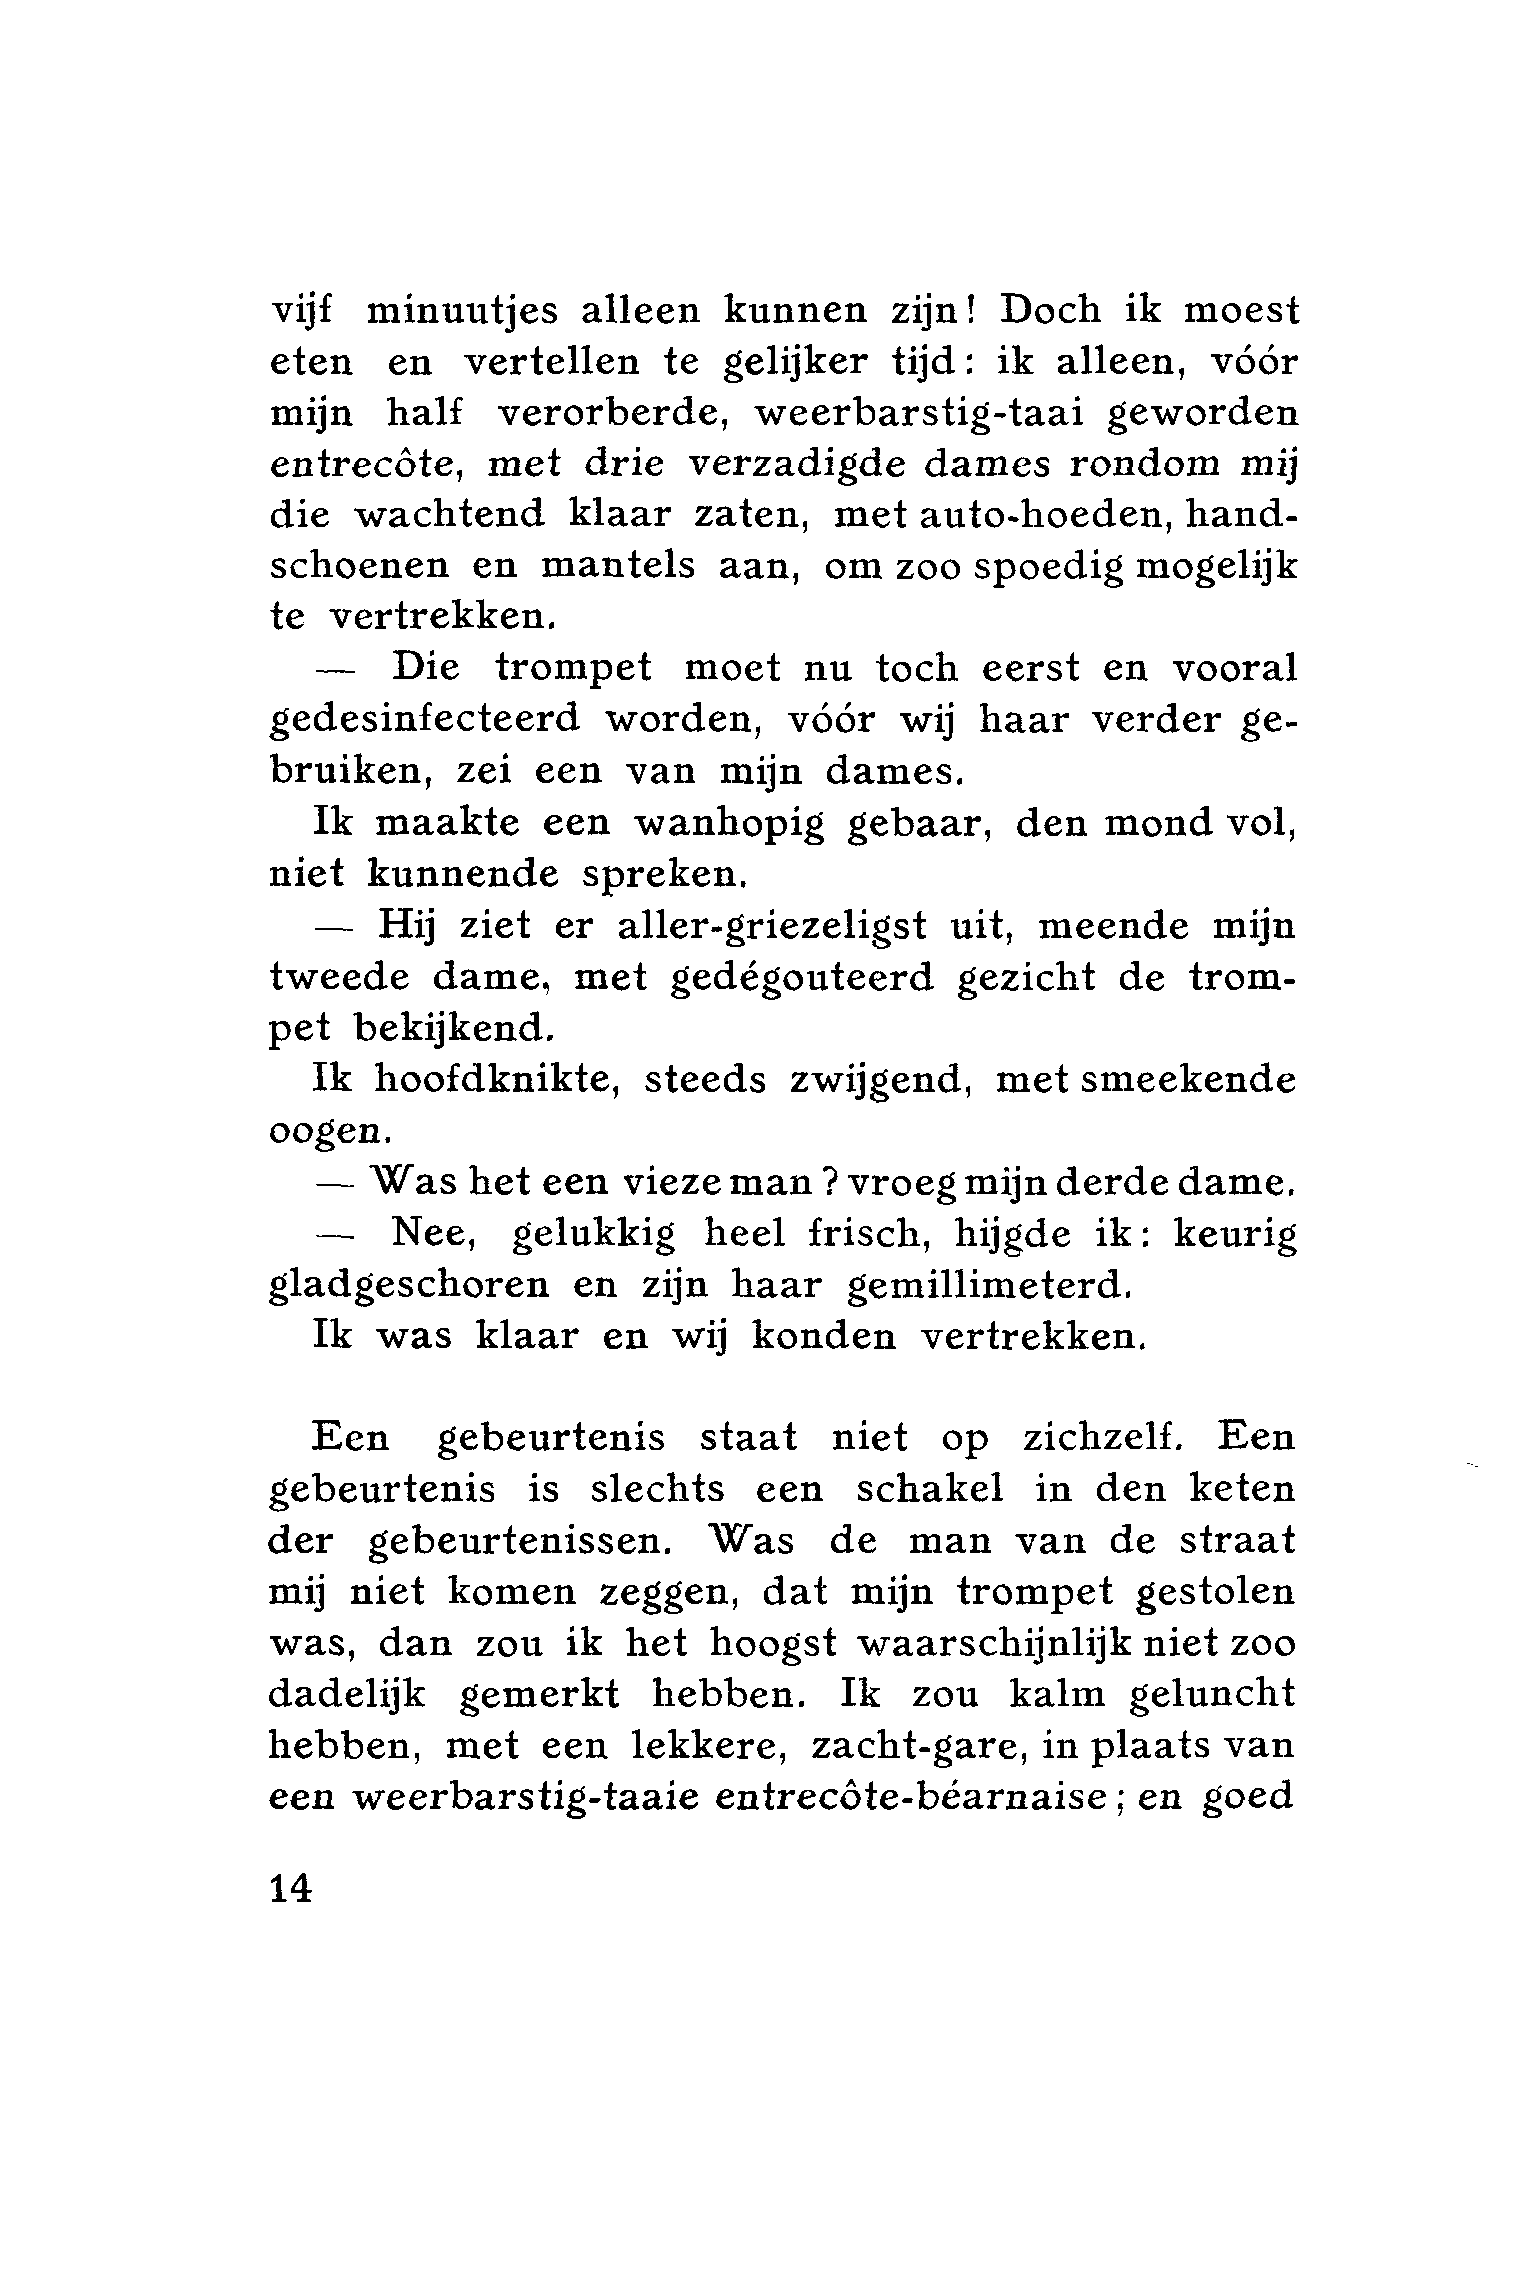 vijf minuutjes alleen kunnen zijn! Doch ik moest
eten en vertellen te gelijker tijd: ik alleen, vóór
mijn half verorberde, weerbarstig-taai geworden
entrecôte, met drie verzadigde dames rondom mij
die wachtend klaar zaten, met auto-hoeden, hand-
schoenen en mantels aan, om zoo spoedig mogelijk
te vertrekken.
— Die trompet moet nu toch eerst en vooral
gedesinfecteerd worden, vóór wij haar verder ge-
bruiken, zei een van mijn dames.
Ik maakte een wanhopig gebaar, den mond vol,
niet kunnende spreken.
— Hij ziet er aller-griezeligst uit, meende mijn
tweede dame, met gedégouteerd gezicht de trom-
pet bekijkend.
Ik hoofdknikte, steeds zwijgend, met smeekende
oogen.
— Was het een vieze man? vroeg mijn derde dame.
— Nee, gelukkig heel frisch, hijgde ik: keurig
gladgeschoren en zijn haar gemillimeterd.
Ik was klaar en wij konden vertrekken.
Een gebeurtenis staat niet op zichzelf. Een
gebeurtenis is slechts een schakel in den keten
der gebeurtenissen. Was de man van de straat
mij niet komen zeggen, dat mijn trompet gestolen
was, dan zou ik het hoogst waarschijnlijk niet zoo
dadelijk gemerkt hebben. Ik zou kalm geluncht
hebben, met een lekkere, zacht-gare, in plaats van
een weerbarstig-taaie entrecôte-béarnaise; en goed
14